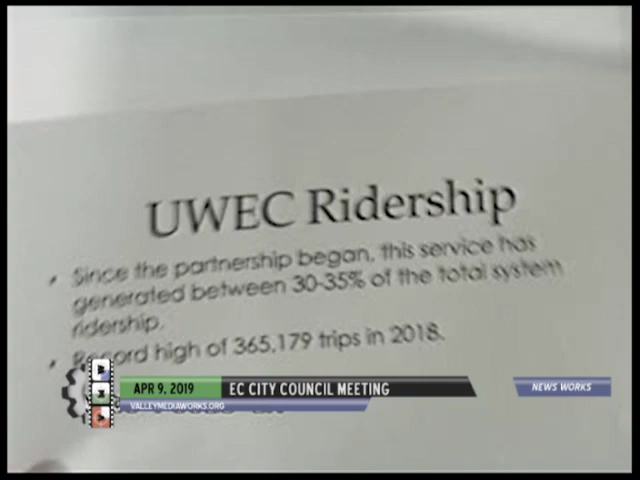 UWEC Ridership
Since the partnership began, this service has
generated between 30-35% of the total system
ridership.
Record high of 365,179 trips in 2018.
APR 9, 2019 EC CITY COUNCIL MEETING NEWS WORKS
VALLEYMEDIAWORKS.ORG